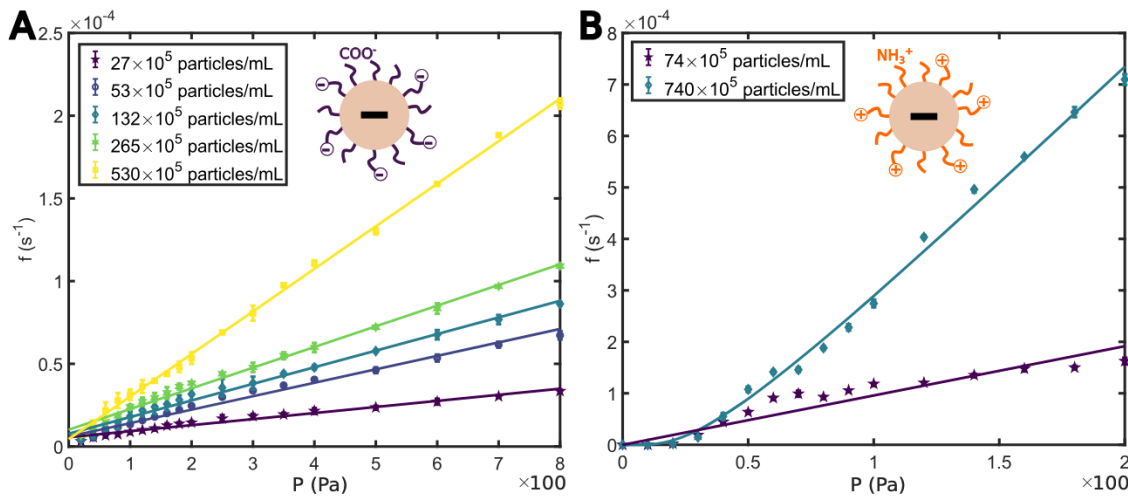 A
×10⁻⁴
2.5
2
1.5
1
0.5
0
f (s⁻¹)
27×10⁵ particles/mL
53×10⁵ particles/mL
132×10⁵ particles/mL
265×10⁵ particles/mL
530×10⁵ particles/mL
COO⁻
0 1 2 3 4 5 6 7 8
P (Pa)
×100
B
×10⁻⁴
8
7
6
5
4
3
2
1
0
f (s⁻¹)
74×10⁵ particles/mL
740×10⁵ particles/mL
NH₃⁺
0 0.5 1 1.5 2
P (Pa)
×100